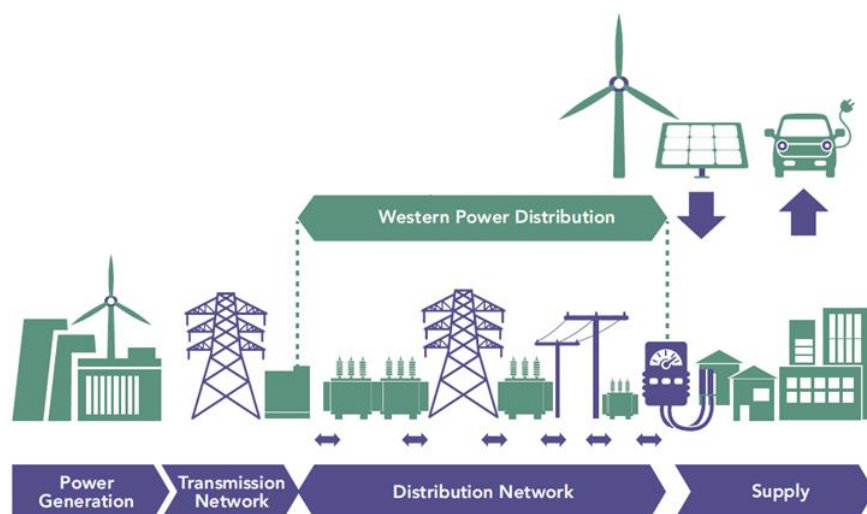 Western Power Distribution
Power
Generation
Transmission
Network
Distribution Network
Supply